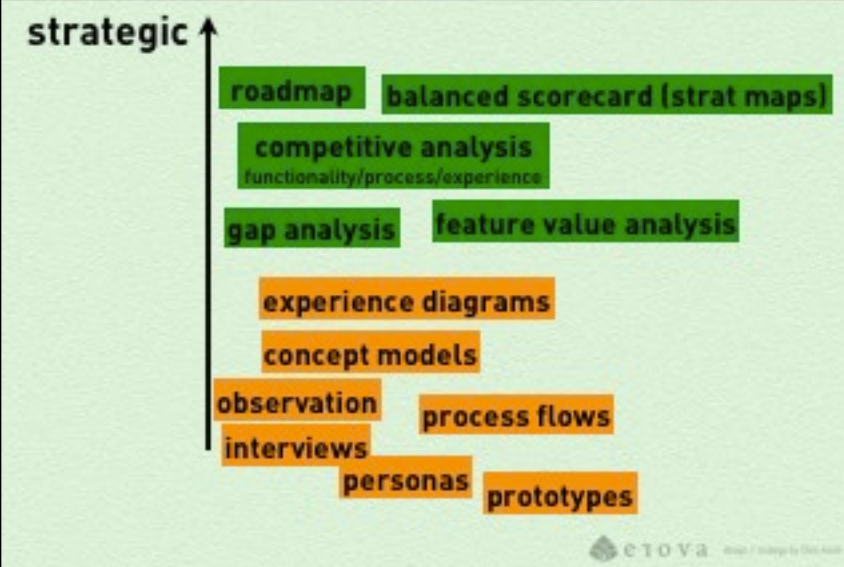 strategic
roadmap
balanced scorecard (strat maps)
competitive analysis
functionality/process/experience
gap analysis
feature value analysis
experience diagrams
concept models
observation
process flows
interviews
personas
prototypes
erova